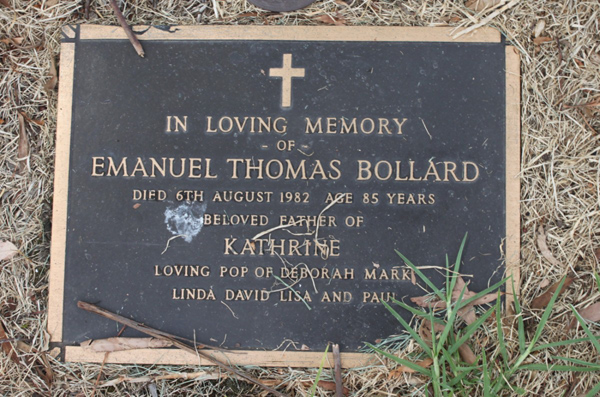 IN LOVING MEMORY
- OF -
EMANUEL THOMAS BOLLARD
DIED 6TH AUGUST 1982 AGE 85 YEARS
BELOVED FATHER OF
KATHRINE
LOVING POP OF DEBORAH MARK
LINDA DAVID LISA AND PAUL